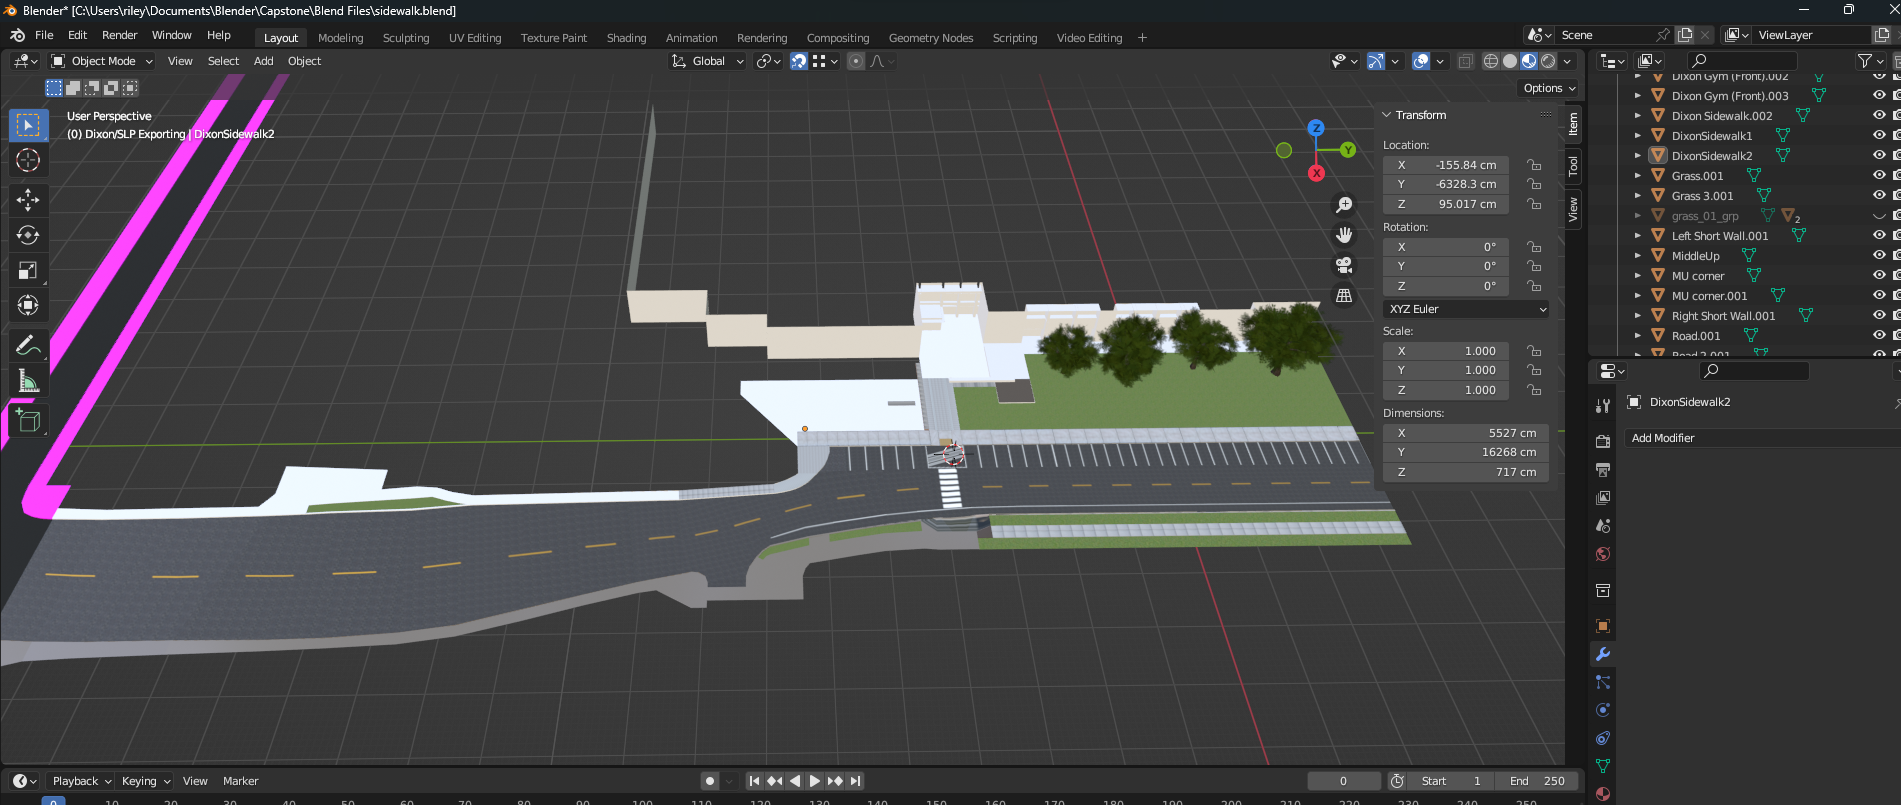 Blender* [C:\Users\riley\Documents\Blender\Capstone\Blend Files\sidewalk.blend]
File Edit Render Window Help Layout Modeling Sculpting UV Editing Texture Paint Shading Animation Rendering Compositing Geometry Nodes Scripting Video Editing + Scene ViewLayer
Object Mode View Select Add Object Global
Options
User Perspective
(0) Dixon/SLP Exporting | DixonSidewalk2
Z
Y
X
Transform
Location:
X -155.84 cm
Y -6328.3 cm
Z 95.017 cm
Rotation:
X 0°
Y 0°
Z 0°
XYZ Euler
Scale:
X 1.000
Y 1.000
Z 1.000
Dimensions:
X 5527 cm
Y 16268 cm
Z 717 cm
Item
Tool
View
Dixon Gym (Front).002
Dixon Gym (Front).003
Dixon Sidewalk.002
DixonSidewalk1
DixonSidewalk2
Grass.001
Grass 3.001
grass_01_grp 2
Left Short Wall.001
MiddleUp
MU corner
MU corner.001
Right Short Wall.001
Road.001
Road 2.001
DixonSidewalk2
Add Modifier
Playback Keying View Marker 0 Start 1 End 250
0 10 20 30 40 50 60 70 80 90 100 110 120 130 140 150 160 170 180 190 200 210 220 230 240 250